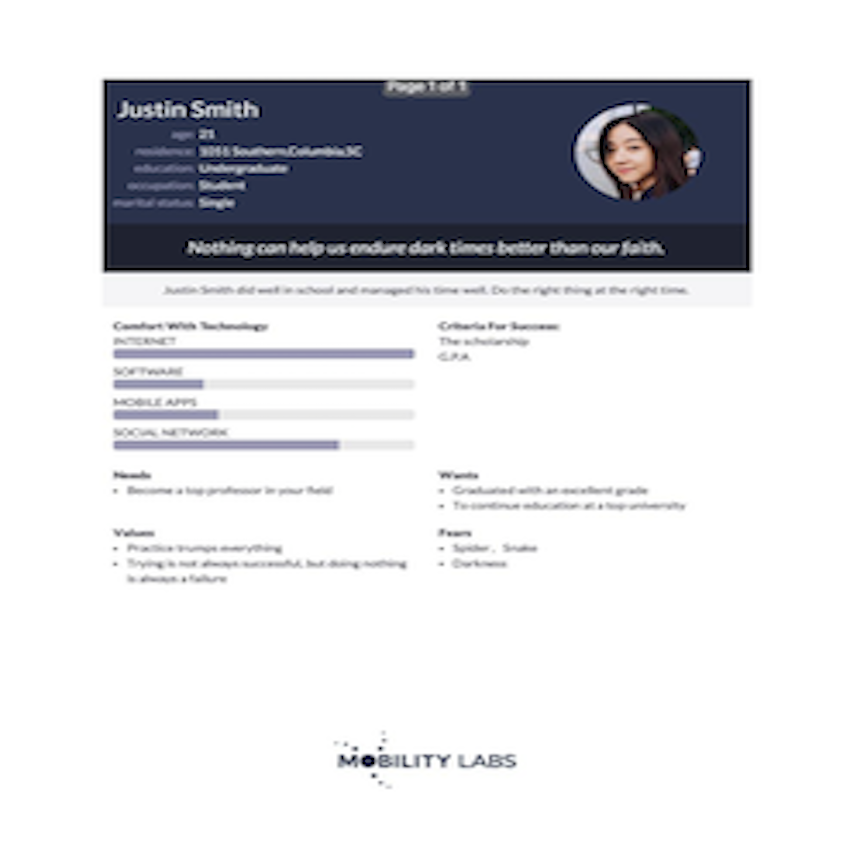 Page 1 of 1
Justin Smith
age: 21
residence: 1051 Southern,Columbia,SC
education: Undergraduate
occupation: Student
marital status: Single
Nothing can help us endure dark times better than our faith.
Justin Smith did well in school and managed his time well. Do the right thing at the right time.
Comfort With Technology
INTERNET
SOFTWARE
MOBILE APPS
SOCIAL NETWORK
Criteria For Success:
The scholarship
G.P.A
Needs
• Become a top professor in your field
Wants
• Graduated with an excellent grade
• To continue education at a top university
Values
• Practice trumps everything
• Trying is not always successful, but doing nothing
is always a failure
Fears
• Spider, Snake
• Darkness
MOBILITY LABS